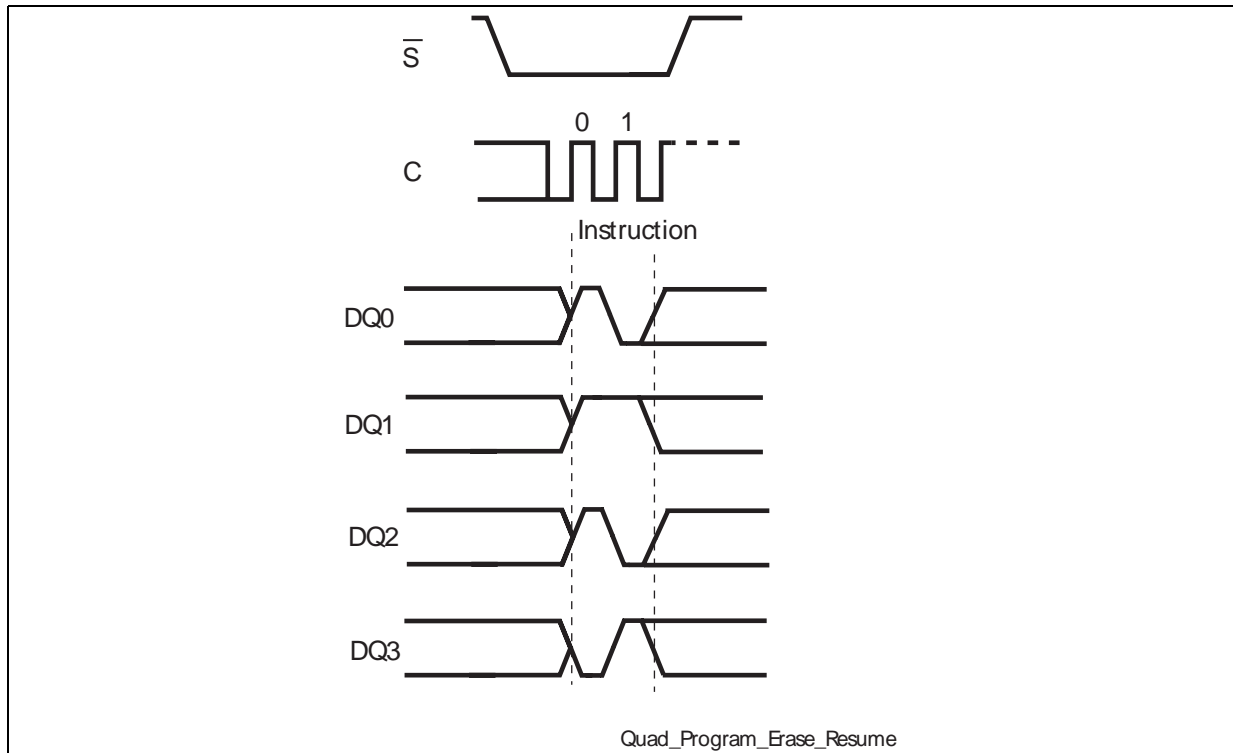 S̅
0 1
C
Instruction
DQ0
DQ1
DQ2
DQ3
Quad_Program_Erase_Resume